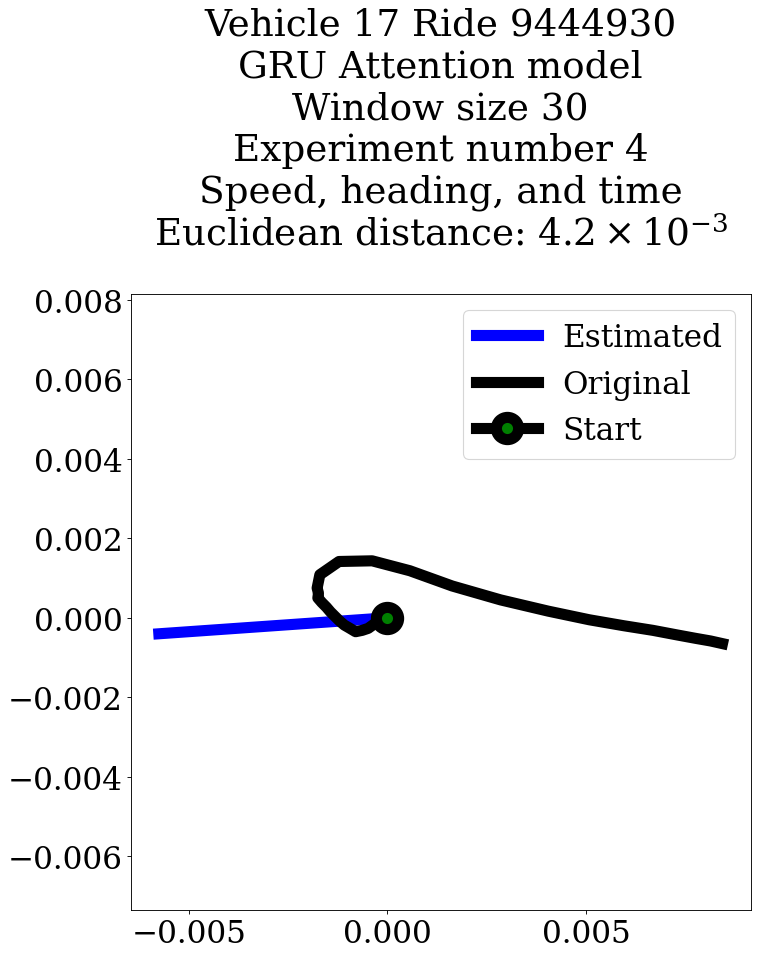 Vehicle 17 Ride 9444930
GRU Attention model
Window size 30
Experiment number 4
Speed, heading, and time
Euclidean distance: 4.2 × 10⁻³
0.008
0.006
0.004
0.002
0.000
−0.002
−0.004
−0.006
Estimated
Original
Start
−0.005 0.000 0.005